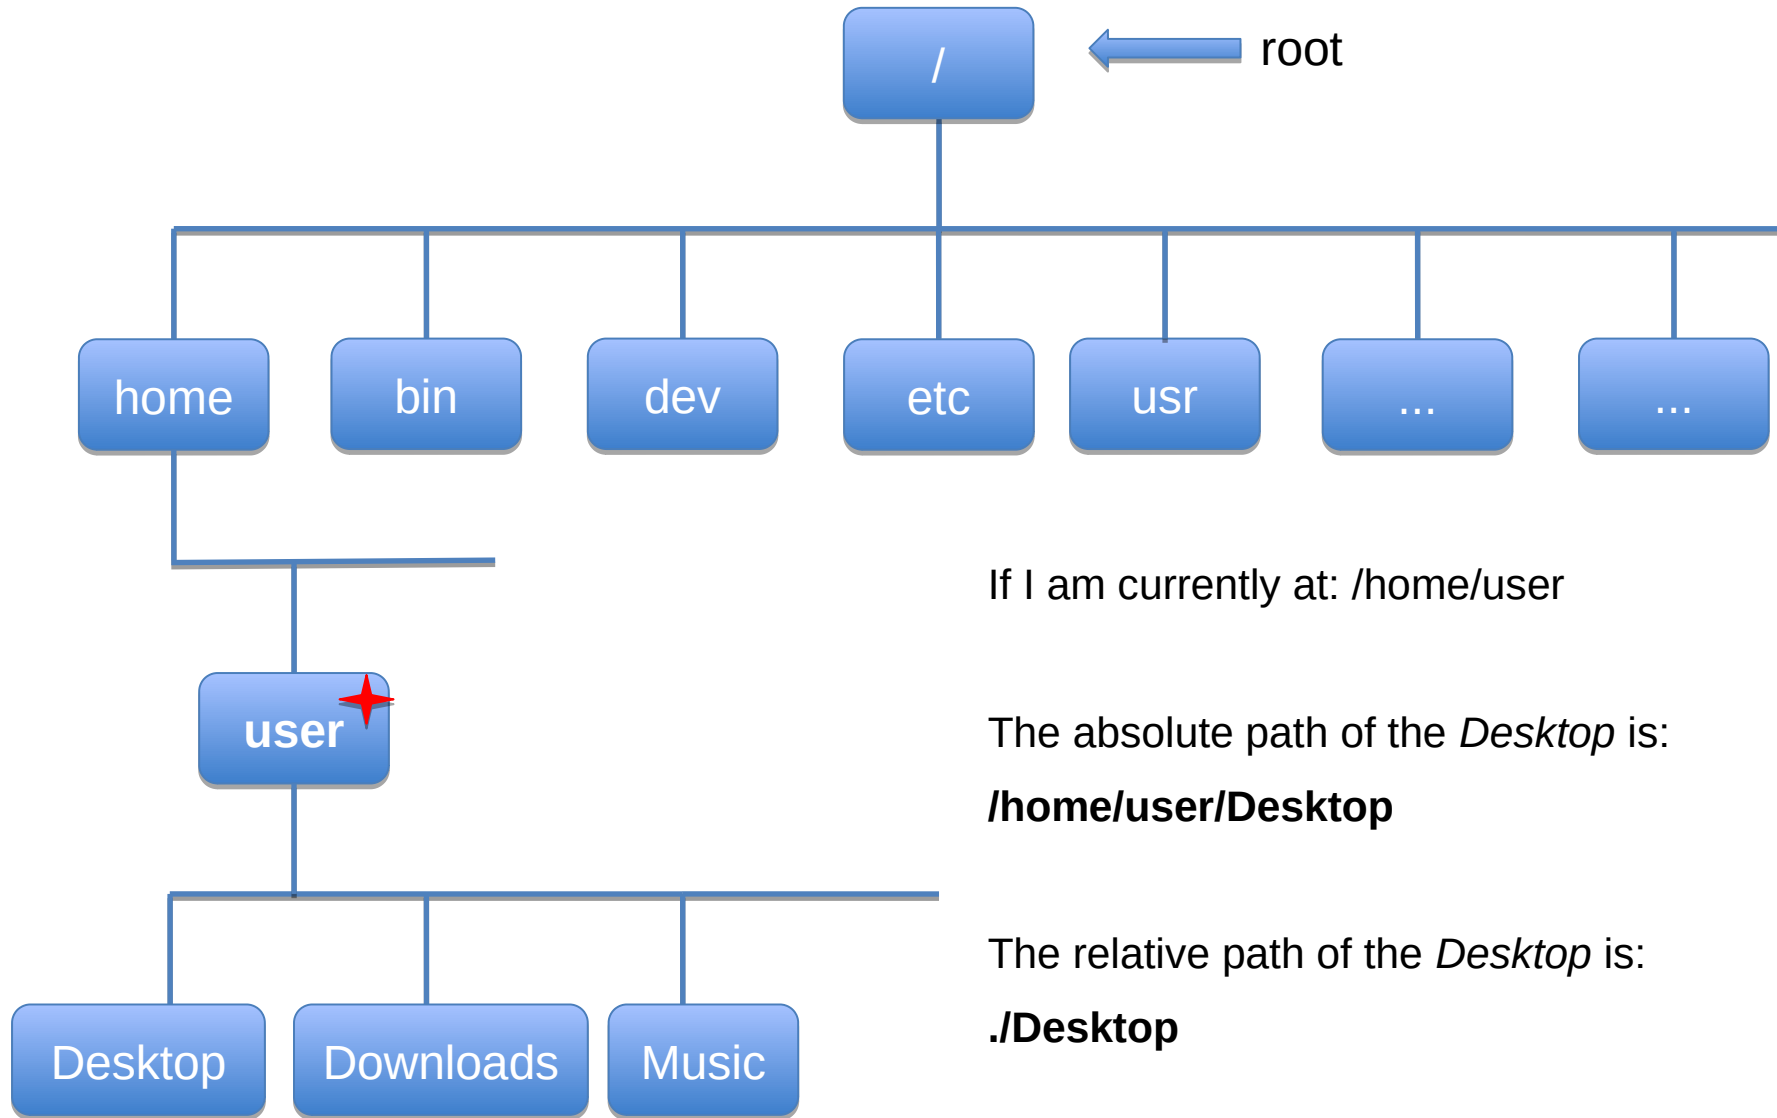 /
root
home
bin
dev
etc
usr
...
...
If I am currently at: /home/user
user
The absolute path of the Desktop is:
/home/user/Desktop
The relative path of the Desktop is:
./Desktop
Desktop
Downloads
Music